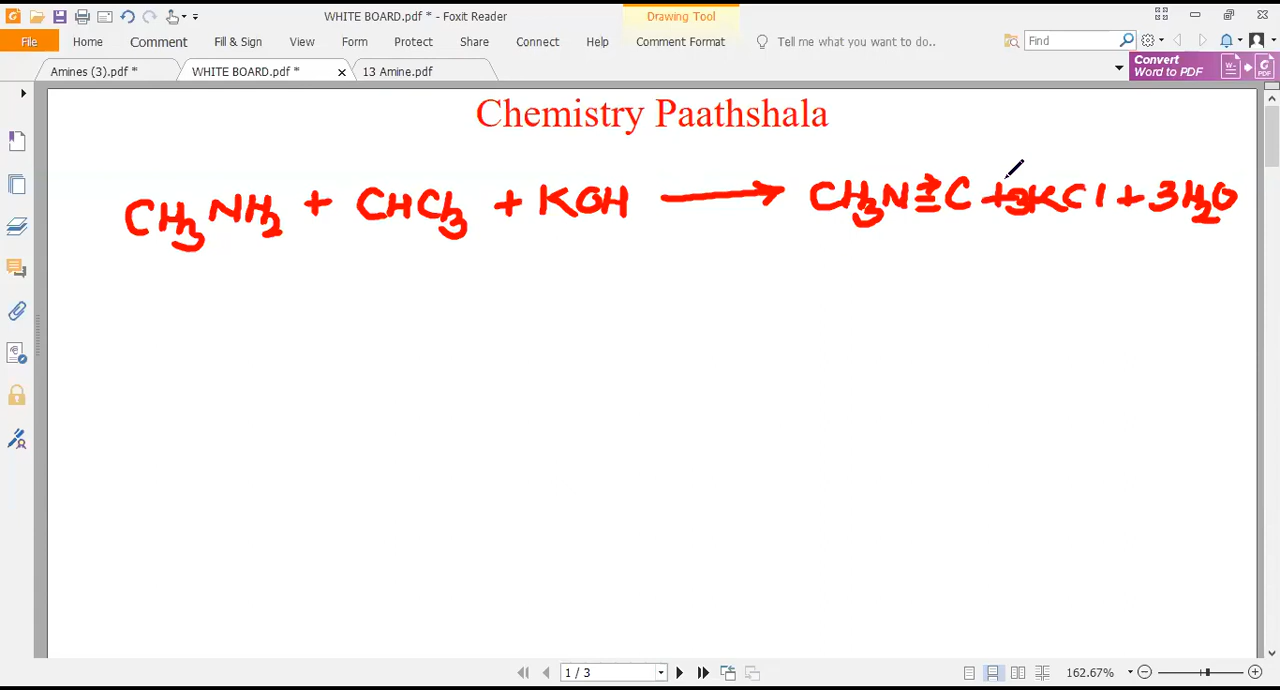 WHITE BOARD.pdf * - Foxit Reader
Drawing Tool
File Home Comment Fill & Sign View Form Protect Share Connect Help Comment Format Tell me what you want to do.. Find
Amines (3).pdf * WHITE BOARD.pdf * 13 Amine.pdf
Convert
Word to PDF
Chemistry Paathshala
CH₃NH₂ + CHCl₃ + KOH ⟶ CH₃N≡C + 3KCl + 3H₂O
1 / 3 162.67%